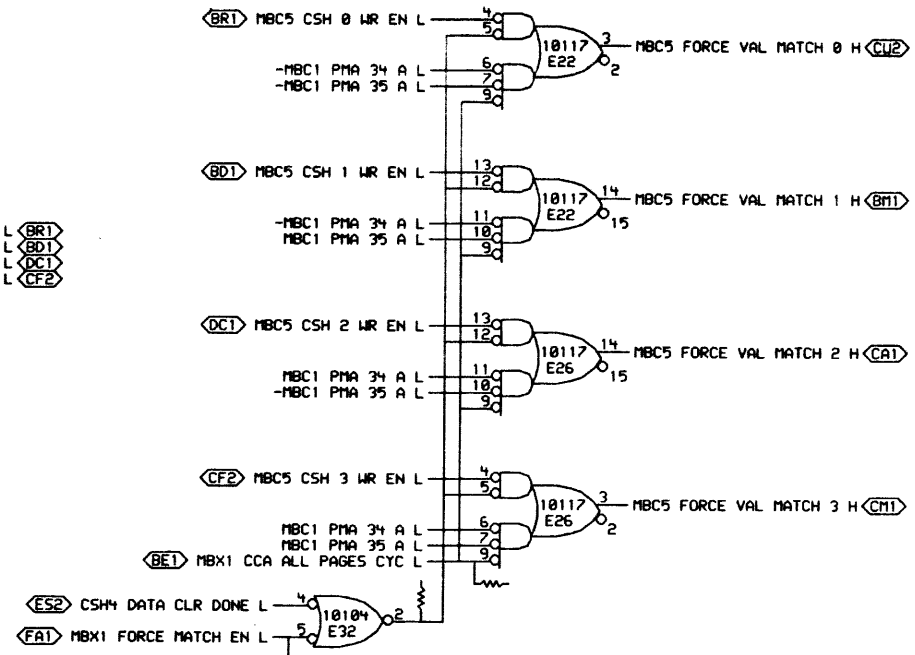 BR1 MBC5 CSH 0 WR EN L 4
5
10117
E22
3 MBC5 FORCE VAL MATCH 0 H CU2
2
-MBC1 PMA 34 A L 6
-MBC1 PMA 35 A L 7
9
BD1 MBC5 CSH 1 WR EN L 13
12
10117
E22
14 MBC5 FORCE VAL MATCH 1 H BM1
15
-MBC1 PMA 34 A L 11
MBC1 PMA 35 A L 10
9
L BR1
L BD1
L DC1
L CF2
DC1 MBC5 CSH 2 WR EN L 13
12
10117
E26
14 MBC5 FORCE VAL MATCH 2 H CA1
15
MBC1 PMA 34 A L 11
-MBC1 PMA 35 A L 10
9
CF2 MBC5 CSH 3 WR EN L 4
5
10117
E26
3 MBC5 FORCE VAL MATCH 3 H CM1
2
MBC1 PMA 34 A L 6
MBC1 PMA 35 A L 7
BE1 MBX1 CCA ALL PAGES CYC L 9
ES2 CSH4 DATA CLR DONE L 4
10104
E32
2
FA1 MBX1 FORCE MATCH EN L 5